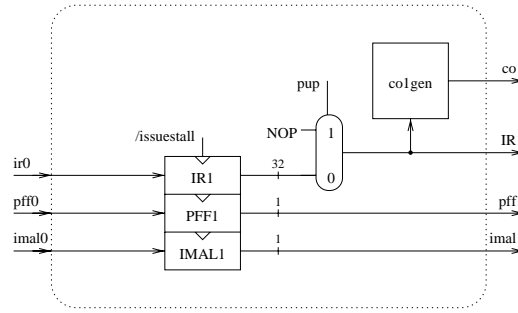 co
pup
co1gen
NOP
1
IR
/issuestall
ir0
32
IR1
0
pff0
1
pff
PFF1
imal0
1
imal
IMAL1